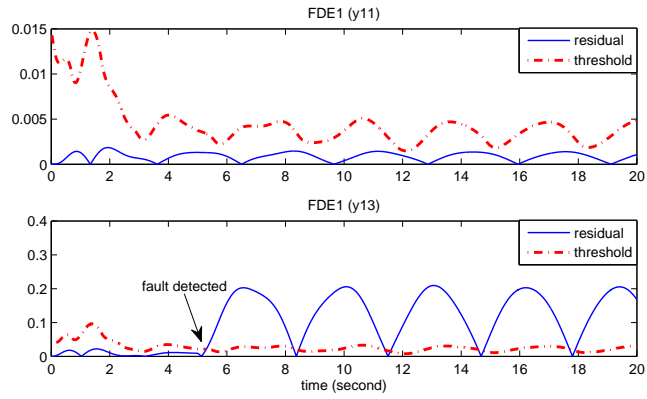 FDE1 (y11)
0.015
0.01
0.005
0
residual
threshold
0 2 4 6 8 10 12 14 16 18 20
FDE1 (y13)
0.4
0.3
0.2
0.1
0
residual
threshold
fault detected
0 2 4 6 8 10 12 14 16 18 20
time (second)